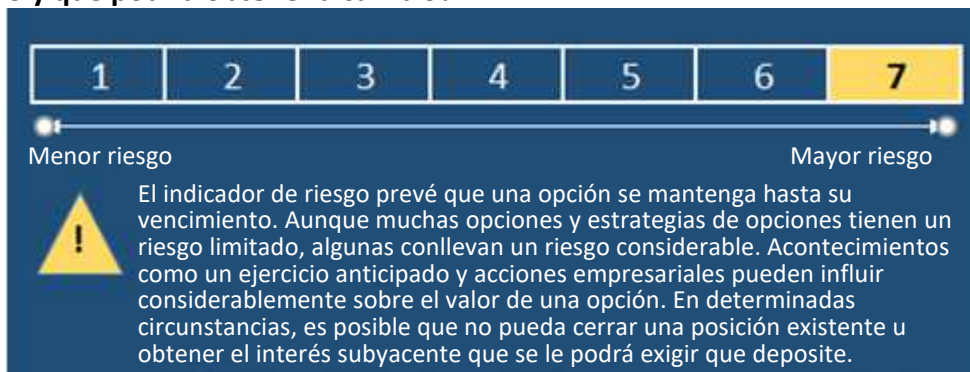 1 2 3 4 5 6 7
Menor riesgo Mayor riesgo
El indicador de riesgo prevé que una opción se mantenga hasta su
vencimiento. Aunque muchas opciones y estrategias de opciones tienen un
riesgo limitado, algunas conllevan un riesgo considerable. Acontecimientos
como un ejercicio anticipado y acciones empresariales pueden influir
considerablemente sobre el valor de una opción. En determinadas
circunstancias, es posible que no pueda cerrar una posición existente u
obtener el interés subyacente que se le podrá exigir que deposite.